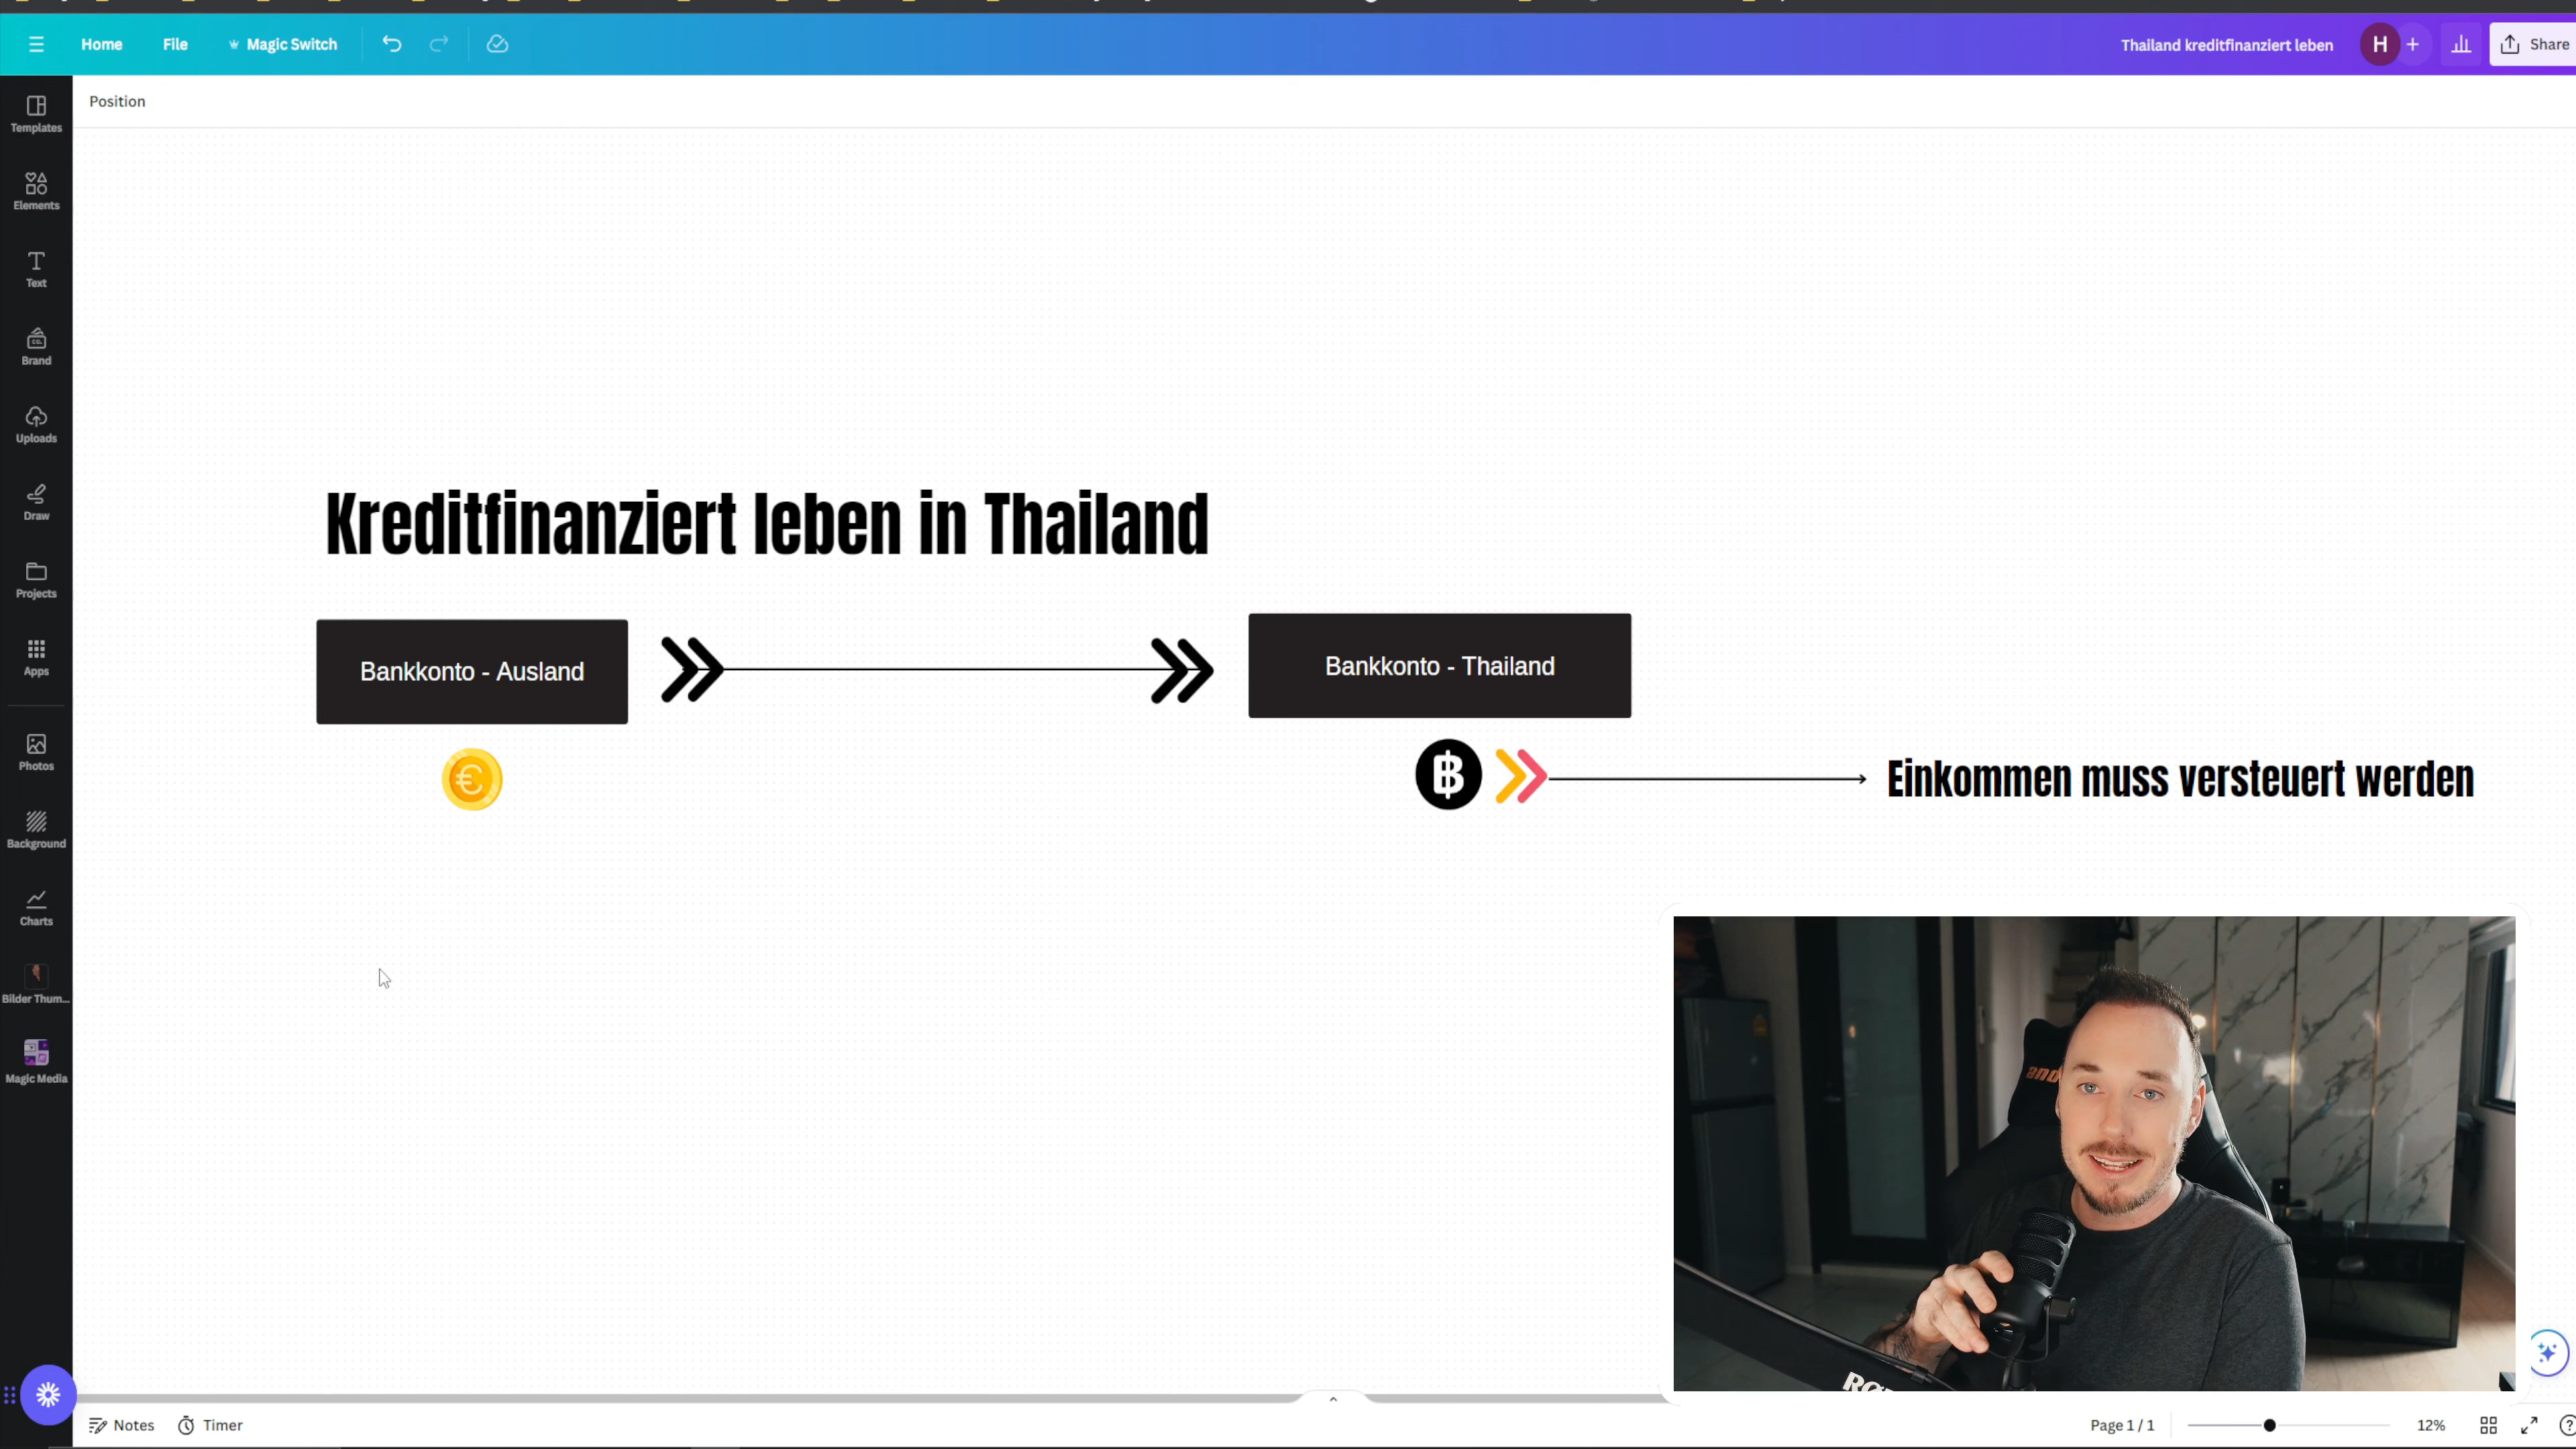 Home File Magic Switch Thailand kreditfinanziert leben H + Share
Position
Templates
Elements
Text
Brand
Uploads
Draw
Projects
Apps
Photos
Background
Charts
Bilder Thum...
Magic Media
Kreditfinanziert leben in Thailand
Bankkonto - Ausland
Bankkonto - Thailand
Einkommen muss versteuert werden
Notes Timer Page 1 / 1 12%